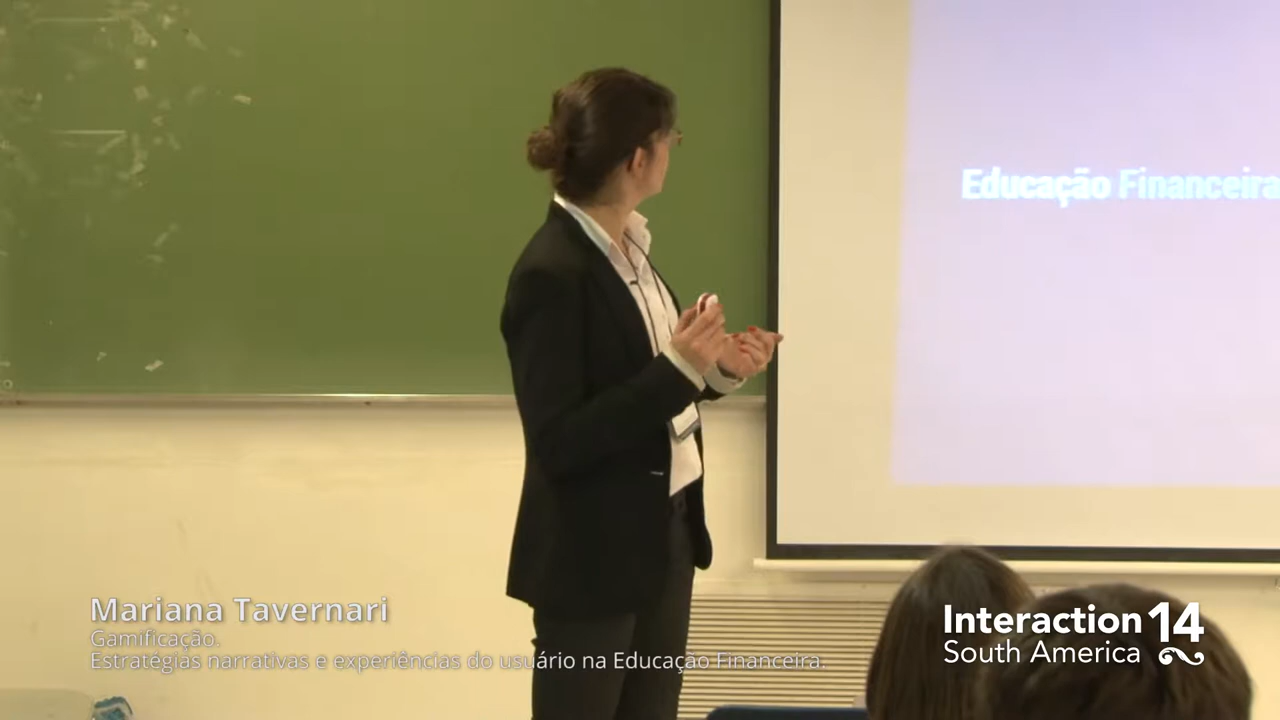 Educação Financeira
Mariana Tavernari
Gamificação.
Estratégias narrativas e experiências do usuário na Educação Financeira.
Interaction 14
South America